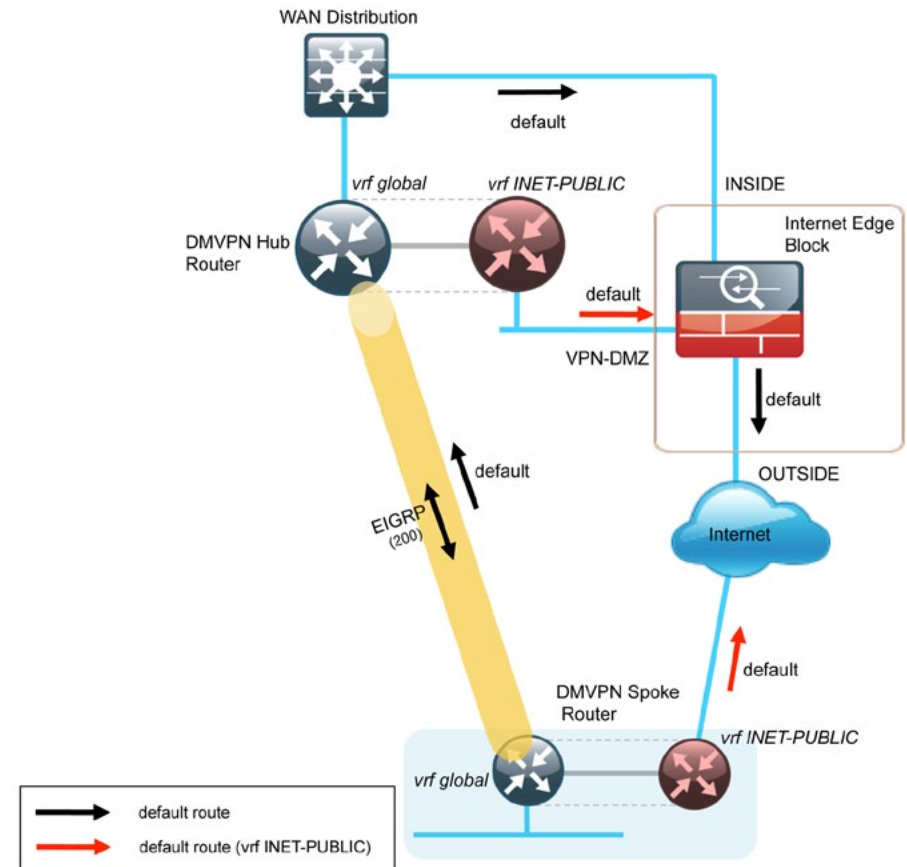 WAN Distribution
default
vrf global
vrf INET-PUBLIC
INSIDE
DMVPN Hub
Router
Internet Edge
Block
default
VPN-DMZ
default
default
OUTSIDE
EIGRP
(200)
Internet
default
DMVPN Spoke
Router
vrf INET-PUBLIC
vrf global
default route
default route (vrf INET-PUBLIC)